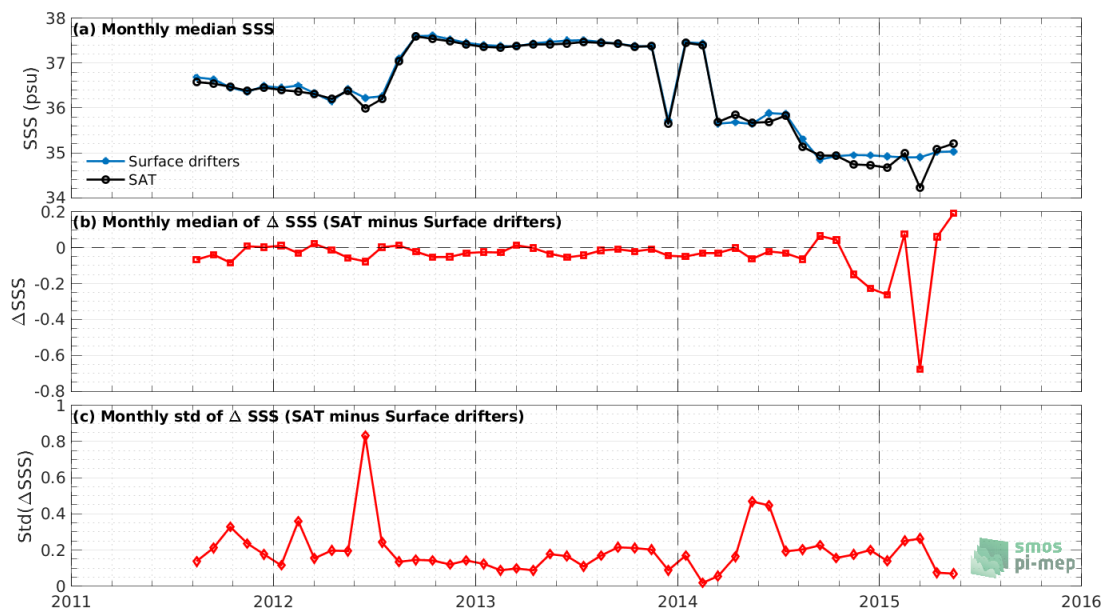 (a) Monthly median SSS
38
37
36
35
34
SSS (psu)
Surface drifters
SAT
(b) Monthly median of Δ SSS (SAT minus Surface drifters)
0.2
0
-0.2
-0.4
-0.6
-0.8
ΔSSS
(c) Monthly std of Δ SSS (SAT minus Surface drifters)
1
0.8
0.6
0.4
0.2
0
Std(ΔSSS)
smos
pi-mep
2011
2012
2013
2014
2015
2016